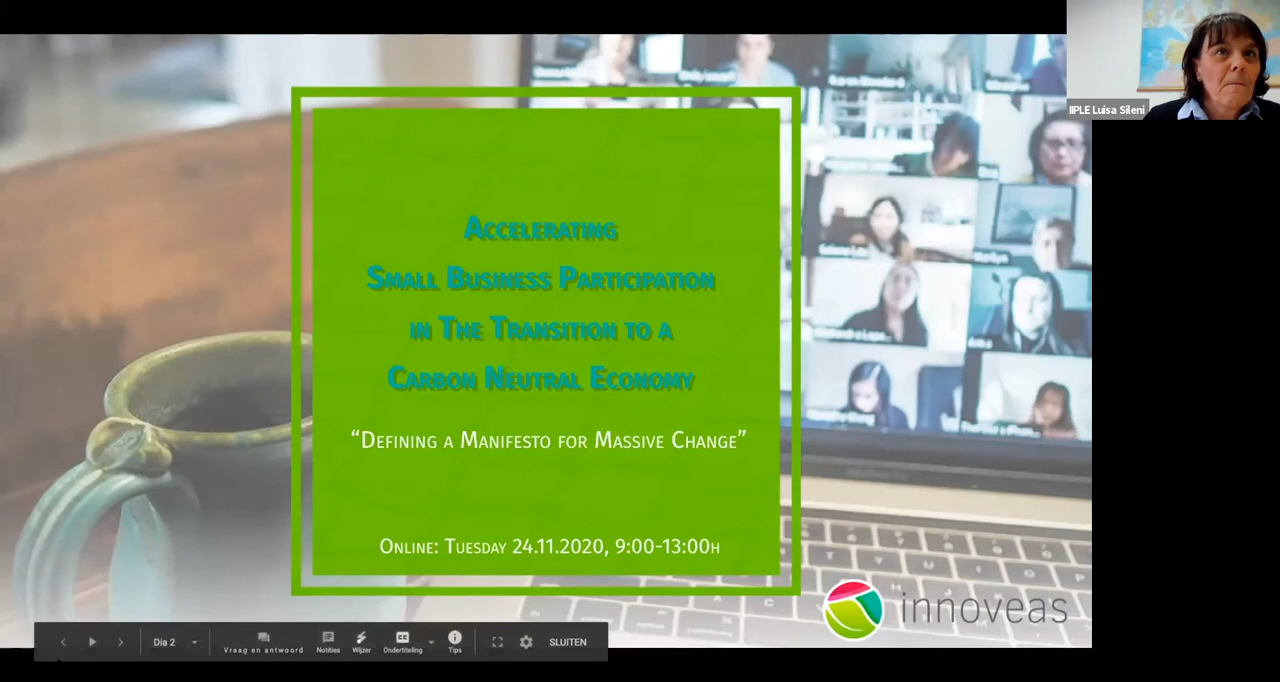 IIPLE Luisa Sileni
Accelerating
Small Business Participation
in The Transition to a
Carbon Neutral Economy
“Defining a Manifesto for Massive Change”
Online: Tuesday 24.11.2020, 9:00-13:00h
innoveas
Dia 2
Vraag en antwoord
Notities
Wijzer
Ondertiteling
CC
Tips
SLUITEN